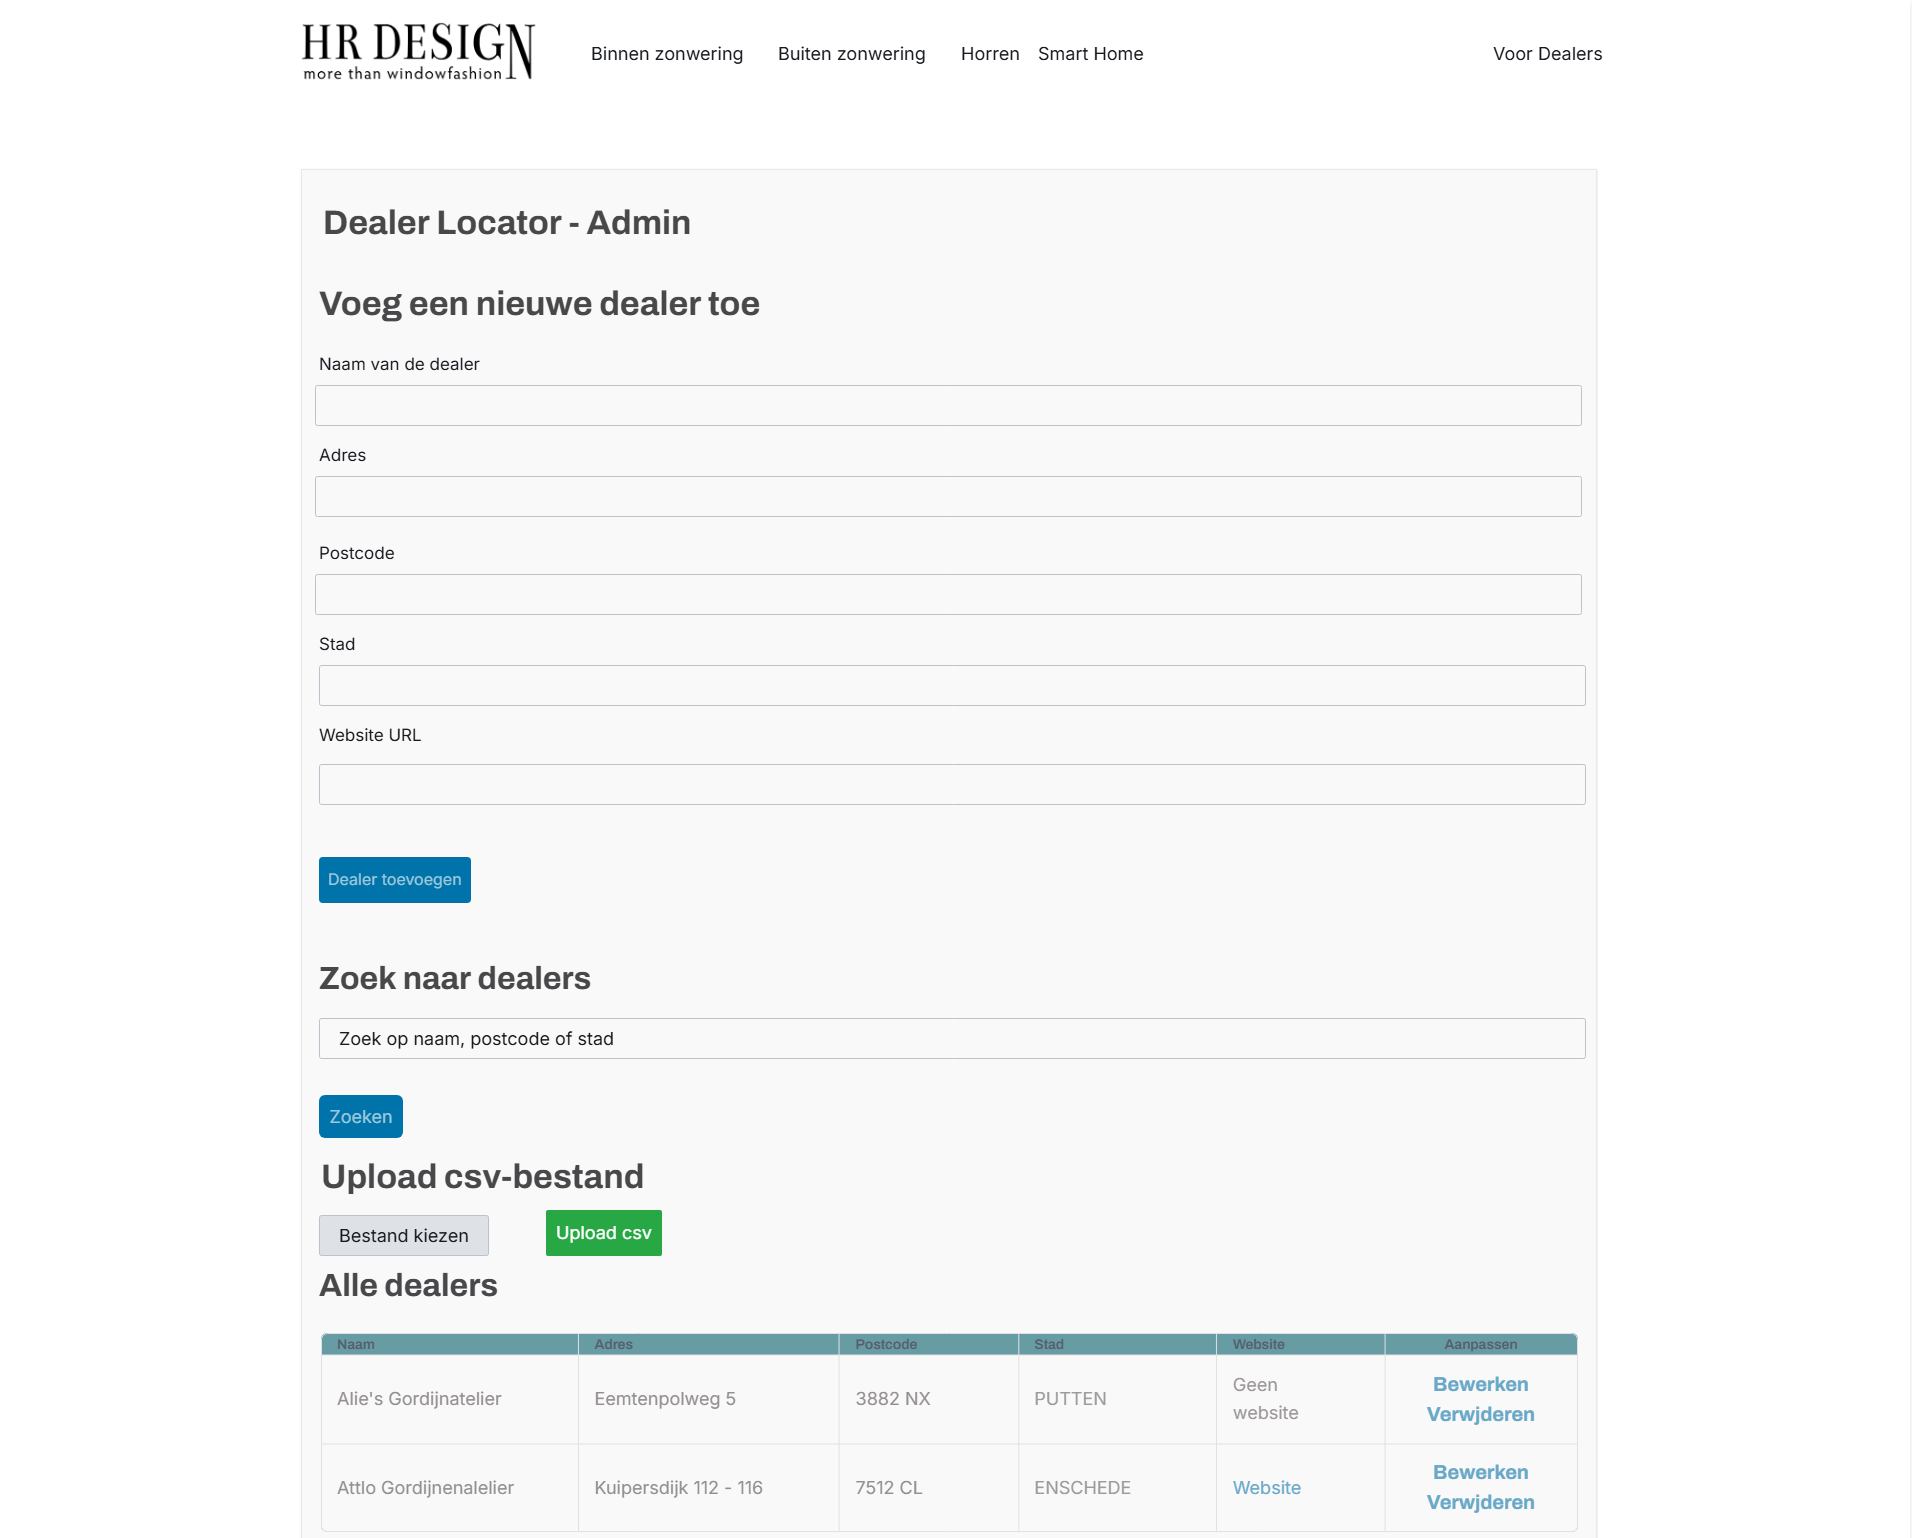 HR DESIGN
more than windowfashion
Binnen zonwering Buiten zonwering Horren Smart Home Voor Dealers
Dealer Locator - Admin
Voeg een nieuwe dealer toe
Naam van de dealer
Adres
Postcode
Stad
Website URL
Dealer toevoegen
Zoek naar dealers
Zoek op naam, postcode of stad
Zoeken
Upload csv-bestand
Bestand kiezen Upload csv
Alle dealers
Naam Adres Postcode Stad Website Aanpassen
Alie's Gordijnatelier Eemtenpolweg 5 3882 NX PUTTEN Geen website Bewerken Verwjderen
Attlo Gordijnenalelier Kuipersdijk 112 - 116 7512 CL ENSCHEDE Website Bewerken Verwjderen